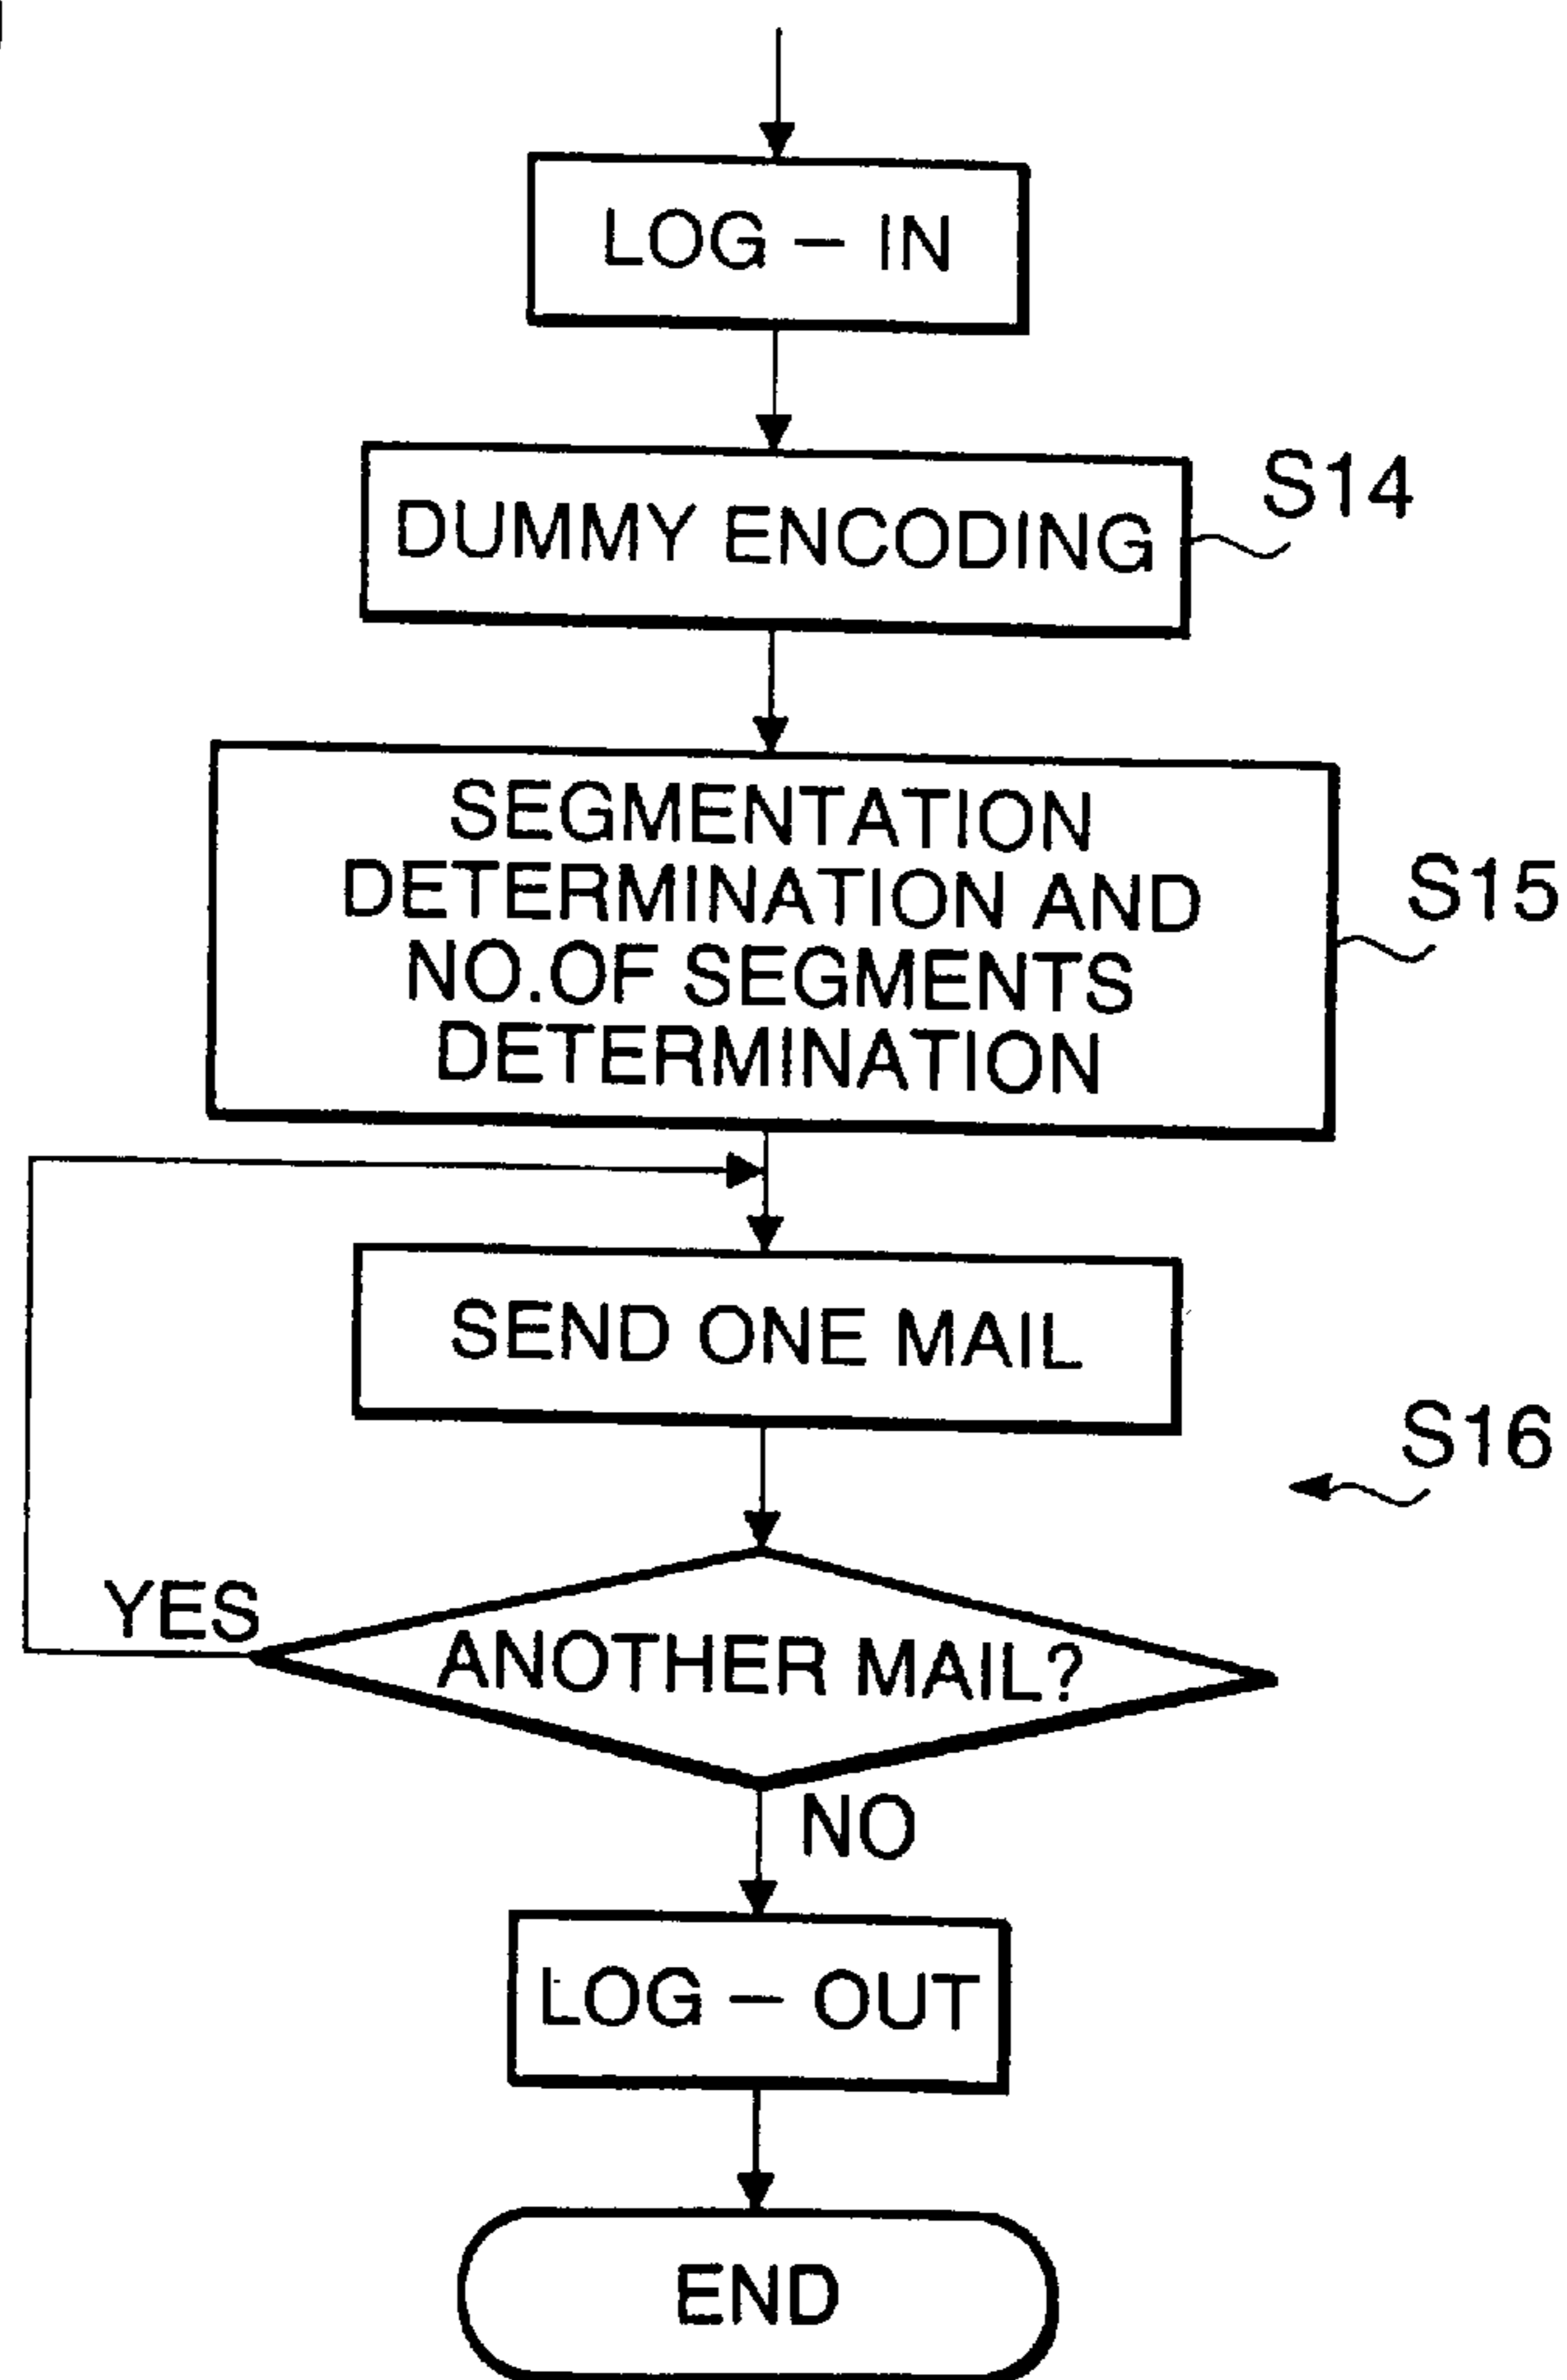 LOG - IN
DUMMY ENCODING
S14
SEGMENTATION
DETERMINATION AND
NO.OF SEGMENTS
DETERMINATION
S15
SEND ONE MAIL
S16
YES
ANOTHER MAIL?
NO
LOG - OUT
END